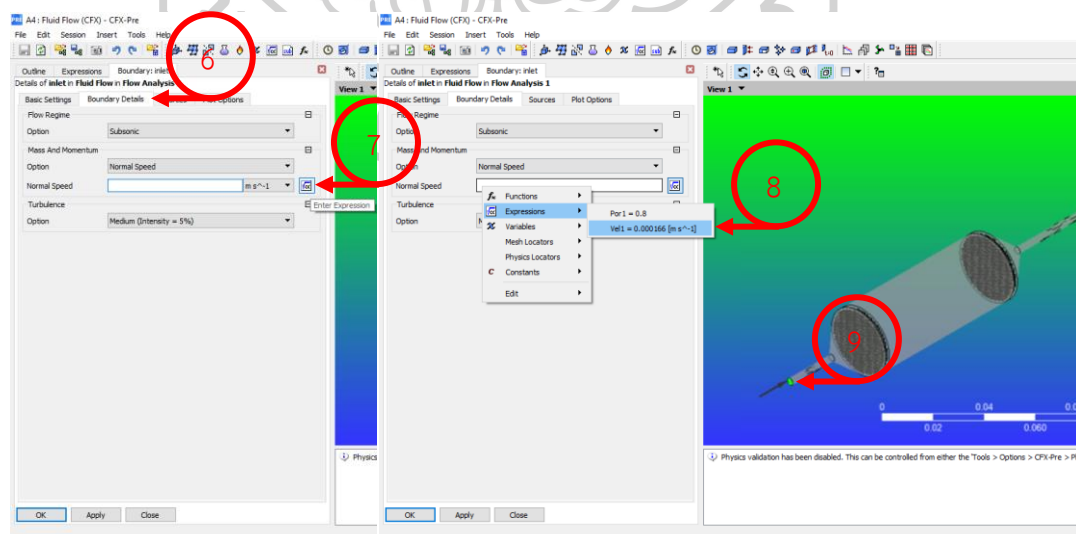 A4 : Fluid Flow (CFX) - CFX-Pre
File Edit Session Insert Tools Help
6
Outline Expressions Boundary: inlet
Details of inlet in Fluid Flow in Flow Analysis 1
Basic Settings Boundary Details Plot Options
Flow Regime
Option Subsonic
Mass And Momentum
Option Normal Speed
Normal Speed m s^-1
7
Enter Expression
Turbulence
Option Medium (Intensity = 5%)
View 1
Physics
OK Apply Close
A4 : Fluid Flow (CFX) - CFX-Pre
File Edit Session Insert Tools Help
Outline Expressions Boundary: inlet
Details of inlet in Fluid Flow in Flow Analysis 1
Basic Settings Boundary Details Sources Plot Options
Flow Regime
Option Subsonic
Mass And Momentum
Option Normal Speed
Normal Speed
Turbulence
Option
Functions
Expressions
Variables
Mesh Locators
Physics Locators
C Constants
Edit
Por1 = 0.8
Vel1 = 0.000166 [m s^-1]
8
View 1
9
0 0.04
0.02 0.060
Physics validation has been disabled. This can be controlled from either the 'Tools > Options > CFX-Pre >
OK Apply Close